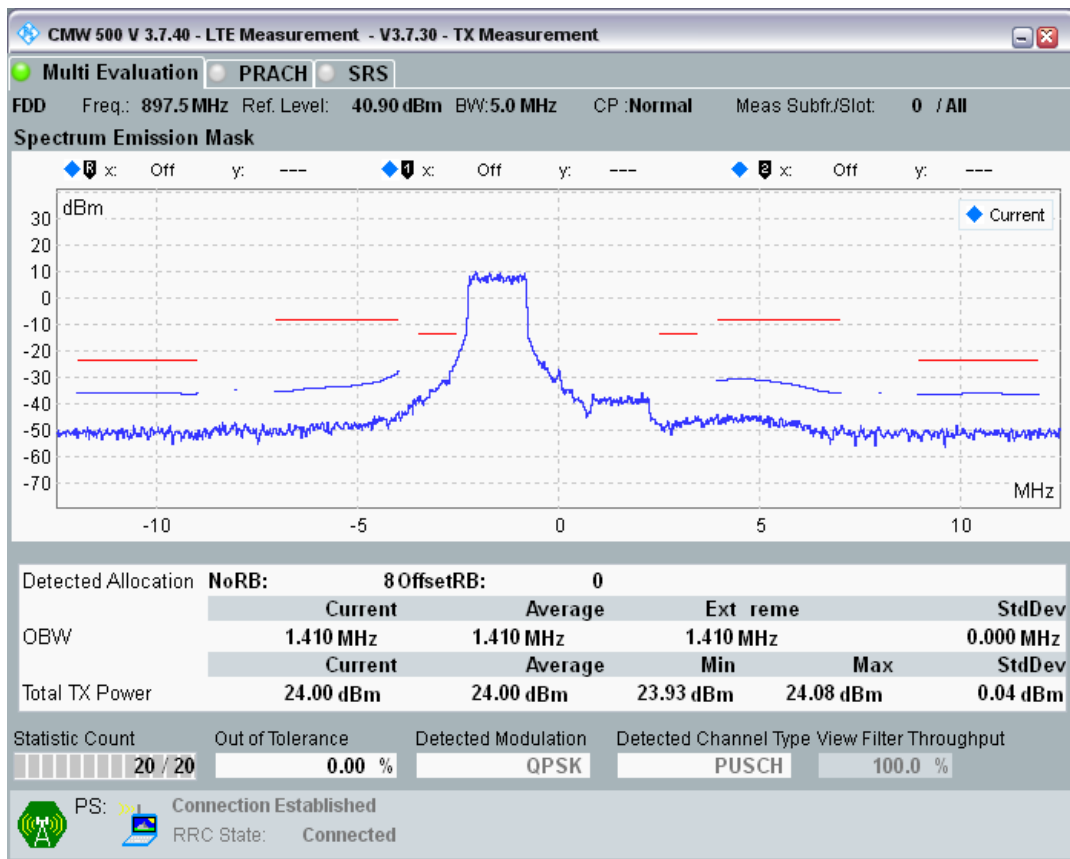 CMW 500 V 3.7.40 - LTE Measurement - V3.7.30 - TX Measurement
Multi Evaluation PRACH SRS
FDD Freq.: 897.5 MHz Ref. Level: 40.90 dBm BW:5.0 MHz CP :Normal Meas Subfr./Slot: 0 / All
Spectrum Emission Mask
R x: Off y: --- 1 x: Off y: --- 2 x: Off y: ---
dBm
Current
30
20
10
0
-10
-20
-30
-40
-50
-60
-70
MHz
-10 -5 0 5 10
Detected Allocation NoRB: 8 OffsetRB: 0
Current Average Ext reme StdDev
OBW 1.410 MHz 1.410 MHz 1.410 MHz 0.000 MHz
Current Average Min Max StdDev
Total TX Power 24.00 dBm 24.00 dBm 23.93 dBm 24.08 dBm 0.04 dBm
Statistic Count Out of Tolerance Detected Modulation Detected Channel Type View Filter Throughput
20 / 20 0.00 % QPSK PUSCH 100.0 %
PS: Connection Established
RRC State: Connected